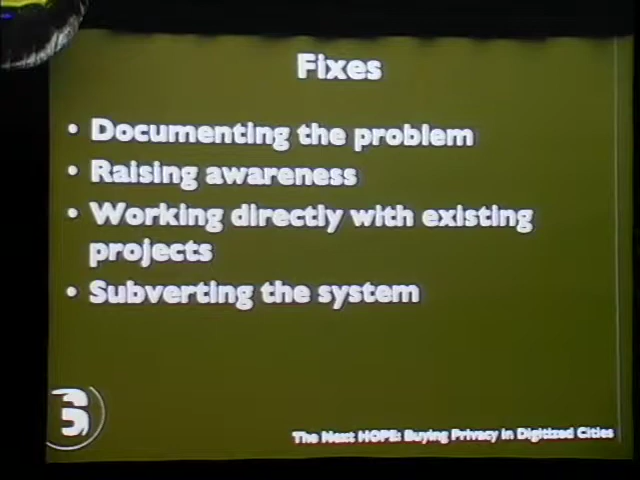 Fixes
• Documenting the problem
• Raising awareness
• Working directly with existing
projects
• Subverting the system
The Next HOPE: Buying Privacy in Digitized Cities